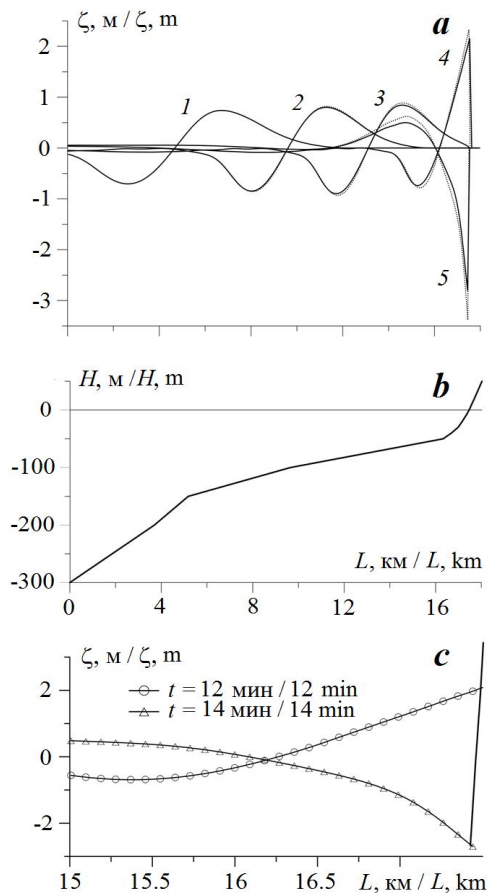 ζ, м / ζ, m
a
2
1
0
-1
-2
-3
1
2
3
4
5
H, м /H, m
b
0
-100
-200
-300
L, км / L, km
0
4
8
12
16
ζ, м / ζ, m
c
t = 12 мин / 12 min
t = 14 мин / 14 min
2
0
-2
15
15.5
16
16.5
L, км / L, km